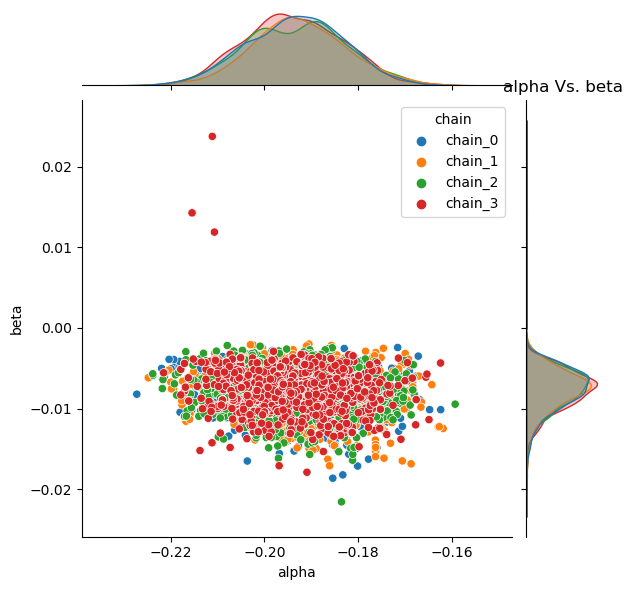 alpha Vs. beta
chain
chain_0
chain_1
chain_2
chain_3
0.02
0.01
0.00
−0.01
−0.02
beta
−0.22 −0.20 −0.18 −0.16
alpha